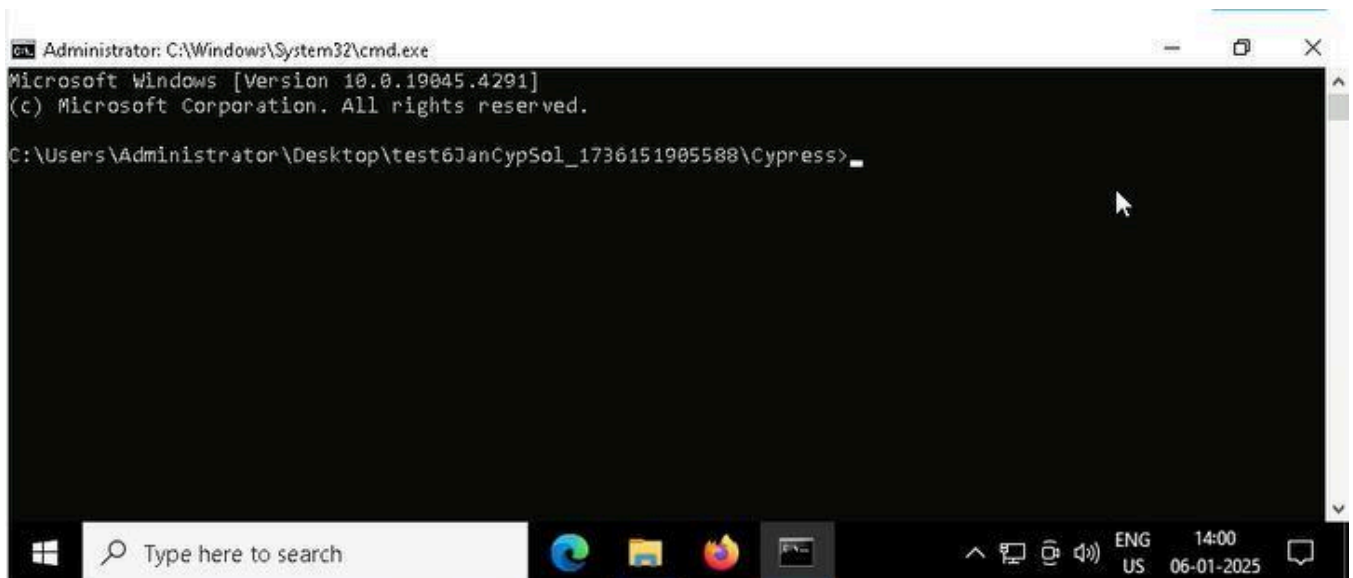 Administrator: C:\Windows\System32\cmd.exe
Microsoft Windows [Version 10.0.19045.4291]
(c) Microsoft Corporation. All rights reserved.
C:\Users\Administrator\Desktop\test6JanCypSol_1736151905588\Cypress>
Type here to search
ENG
US
14:00
06-01-2025